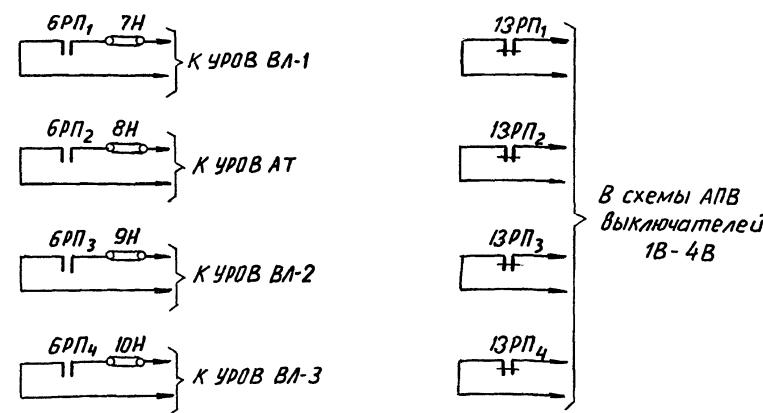 6РП1 7Н
К УРОВ ВЛ-1
6РП2 8Н
К УРОВ АТ
6РП3 9Н
К УРОВ ВЛ-2
6РП4 10Н
К УРОВ ВЛ-3
13РП1
13РП2
13РП3
13РП4
В схемы АПВ
выключателей
1В-4В